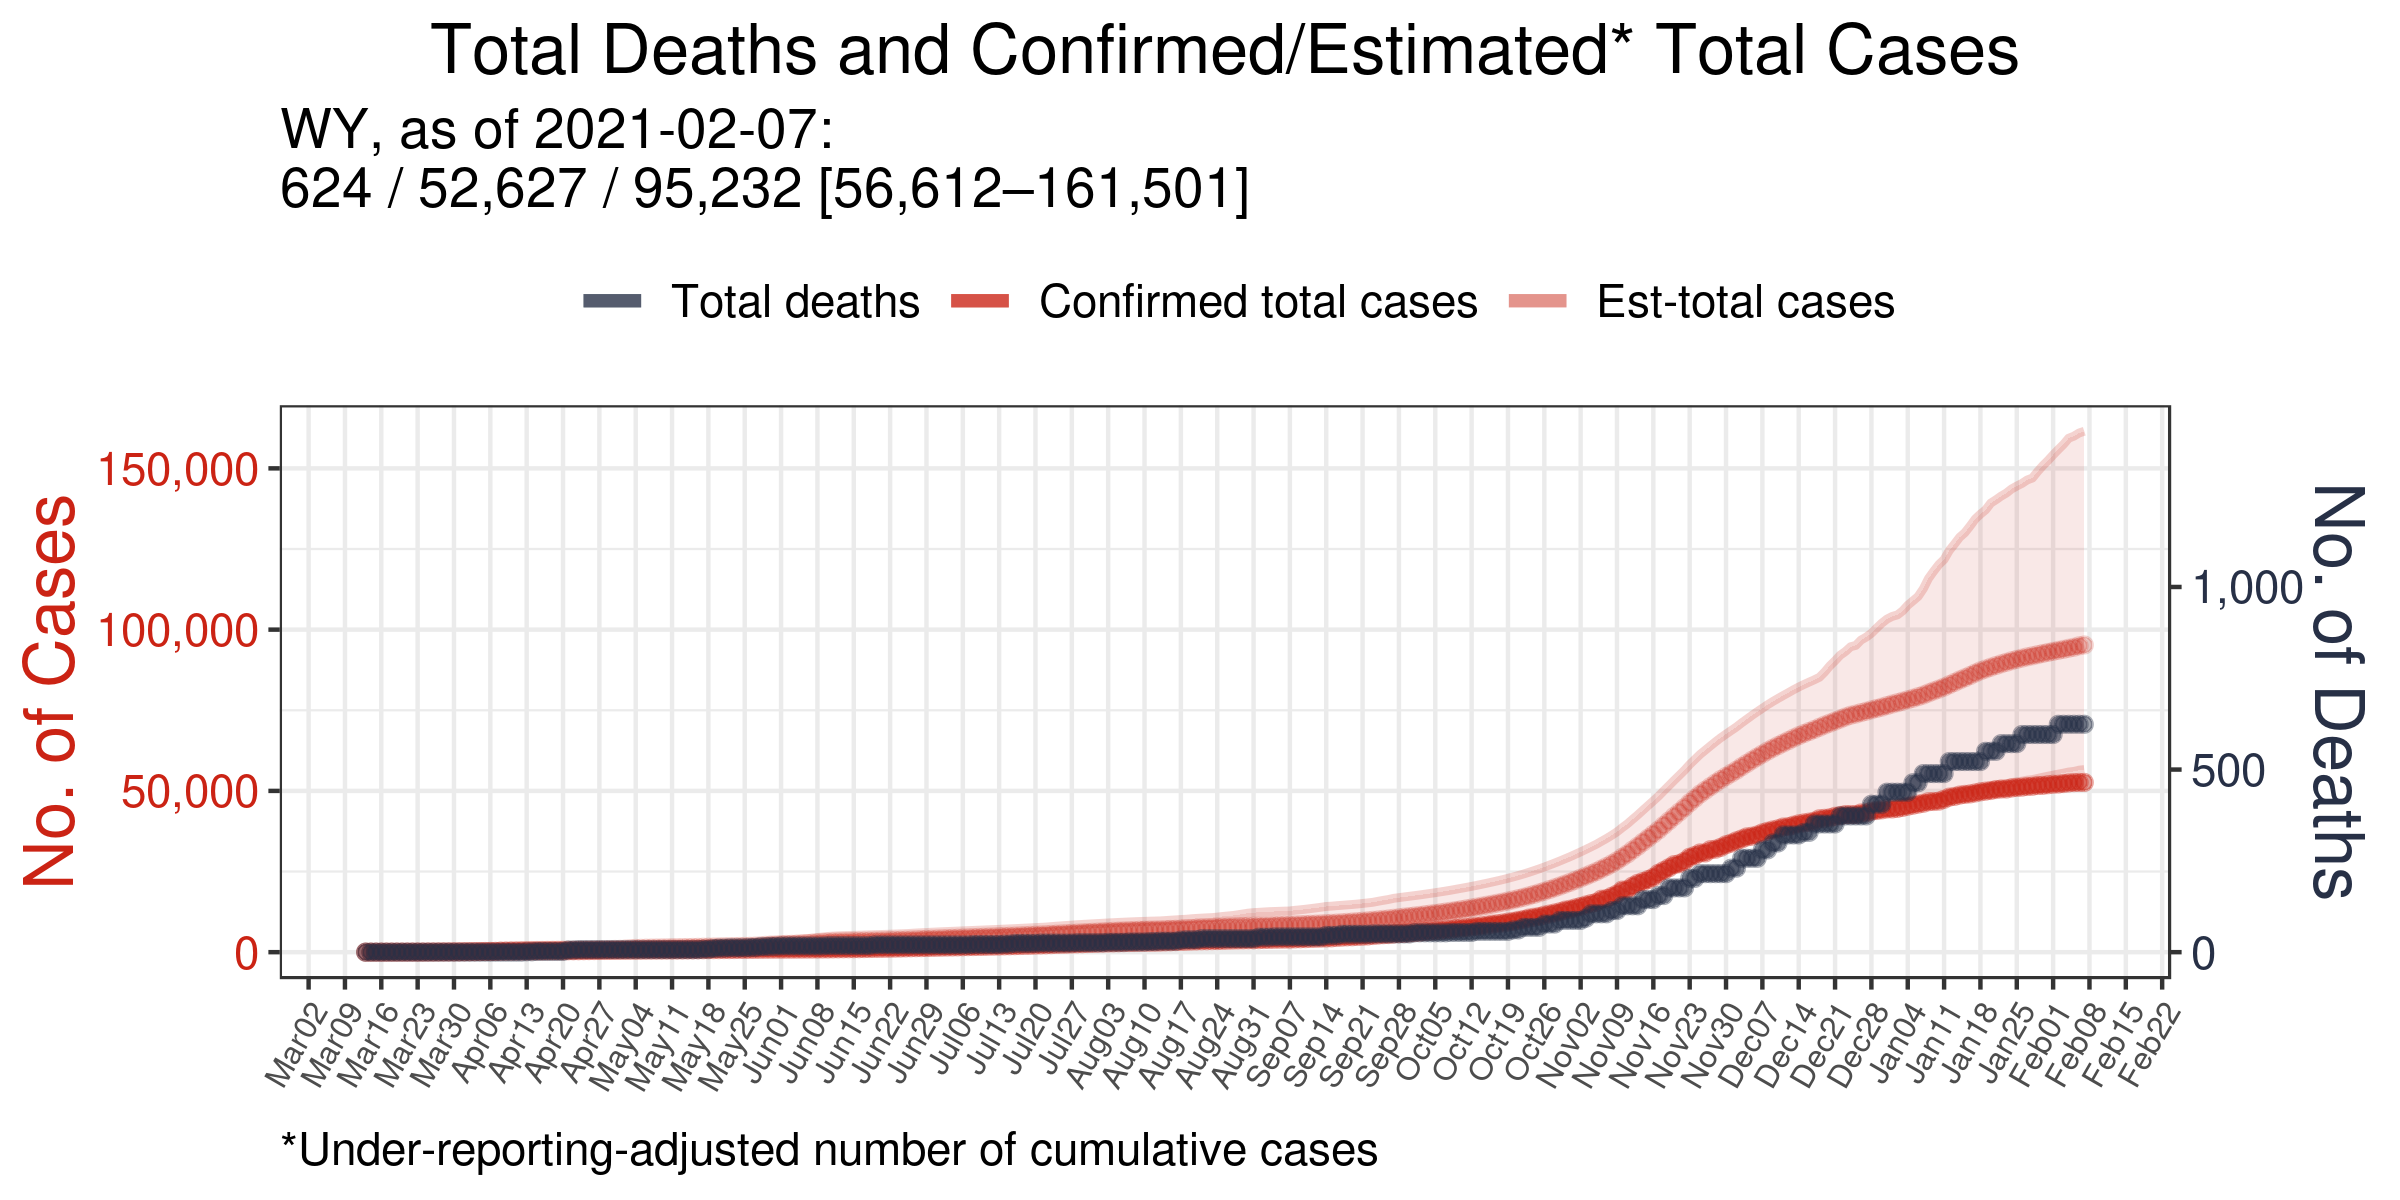 Total Deaths and Confirmed/Estimated* Total Cases
WY, as of 2021-02-07:
624 / 52,627 / 95,232 [56,612–161,501]
Total deaths
Confirmed total cases
Est-total cases
No. of Cases
150,000
100,000
50,000
0
No. of Deaths
1,000
500
0
Mar02
Mar09
Mar16
Mar23
Mar30
Apr06
Apr13
Apr20
Apr27
May04
May11
May18
May25
Jun01
Jun08
Jun15
Jun22
Jun29
Jul06
Jul13
Jul20
Jul27
Aug03
Aug10
Aug17
Aug24
Aug31
Sep07
Sep14
Sep21
Sep28
Oct05
Oct12
Oct19
Oct26
Nov02
Nov09
Nov16
Nov23
Nov30
Dec07
Dec14
Dec21
Dec28
Jan04
Jan11
Jan18
Jan25
Feb01
Feb08
Feb15
Feb22
*Under-reporting-adjusted number of cumulative cases